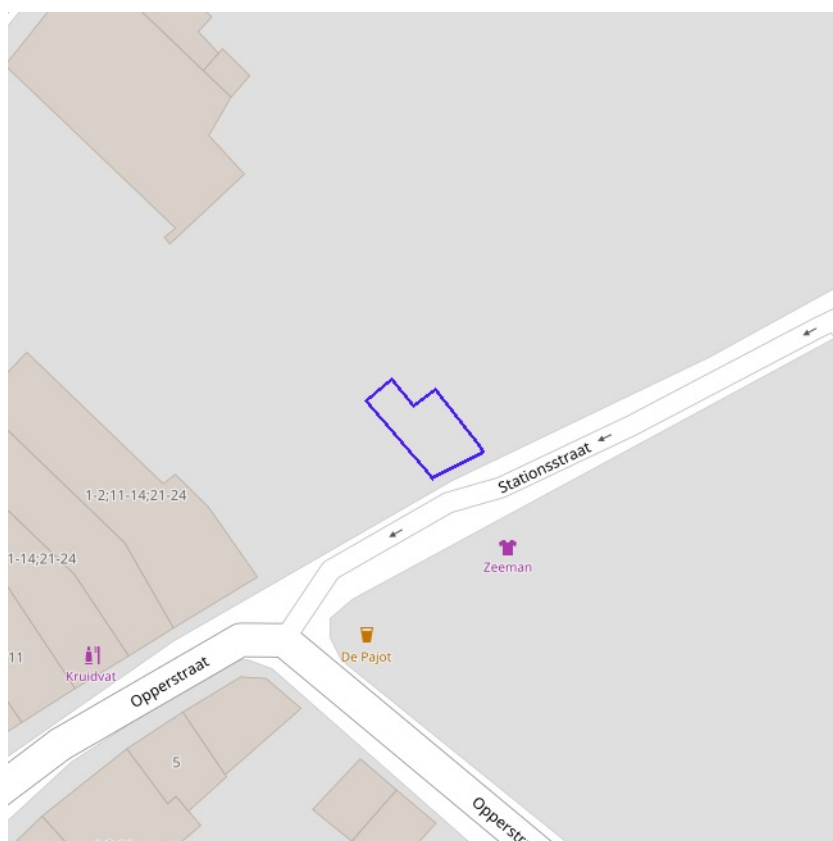 Stationsstraat
1-2;11-14;21-24
1-14;21-24
Zeeman
De Pajot
11
Kruidvat
Opperstraat
5
Opperstr